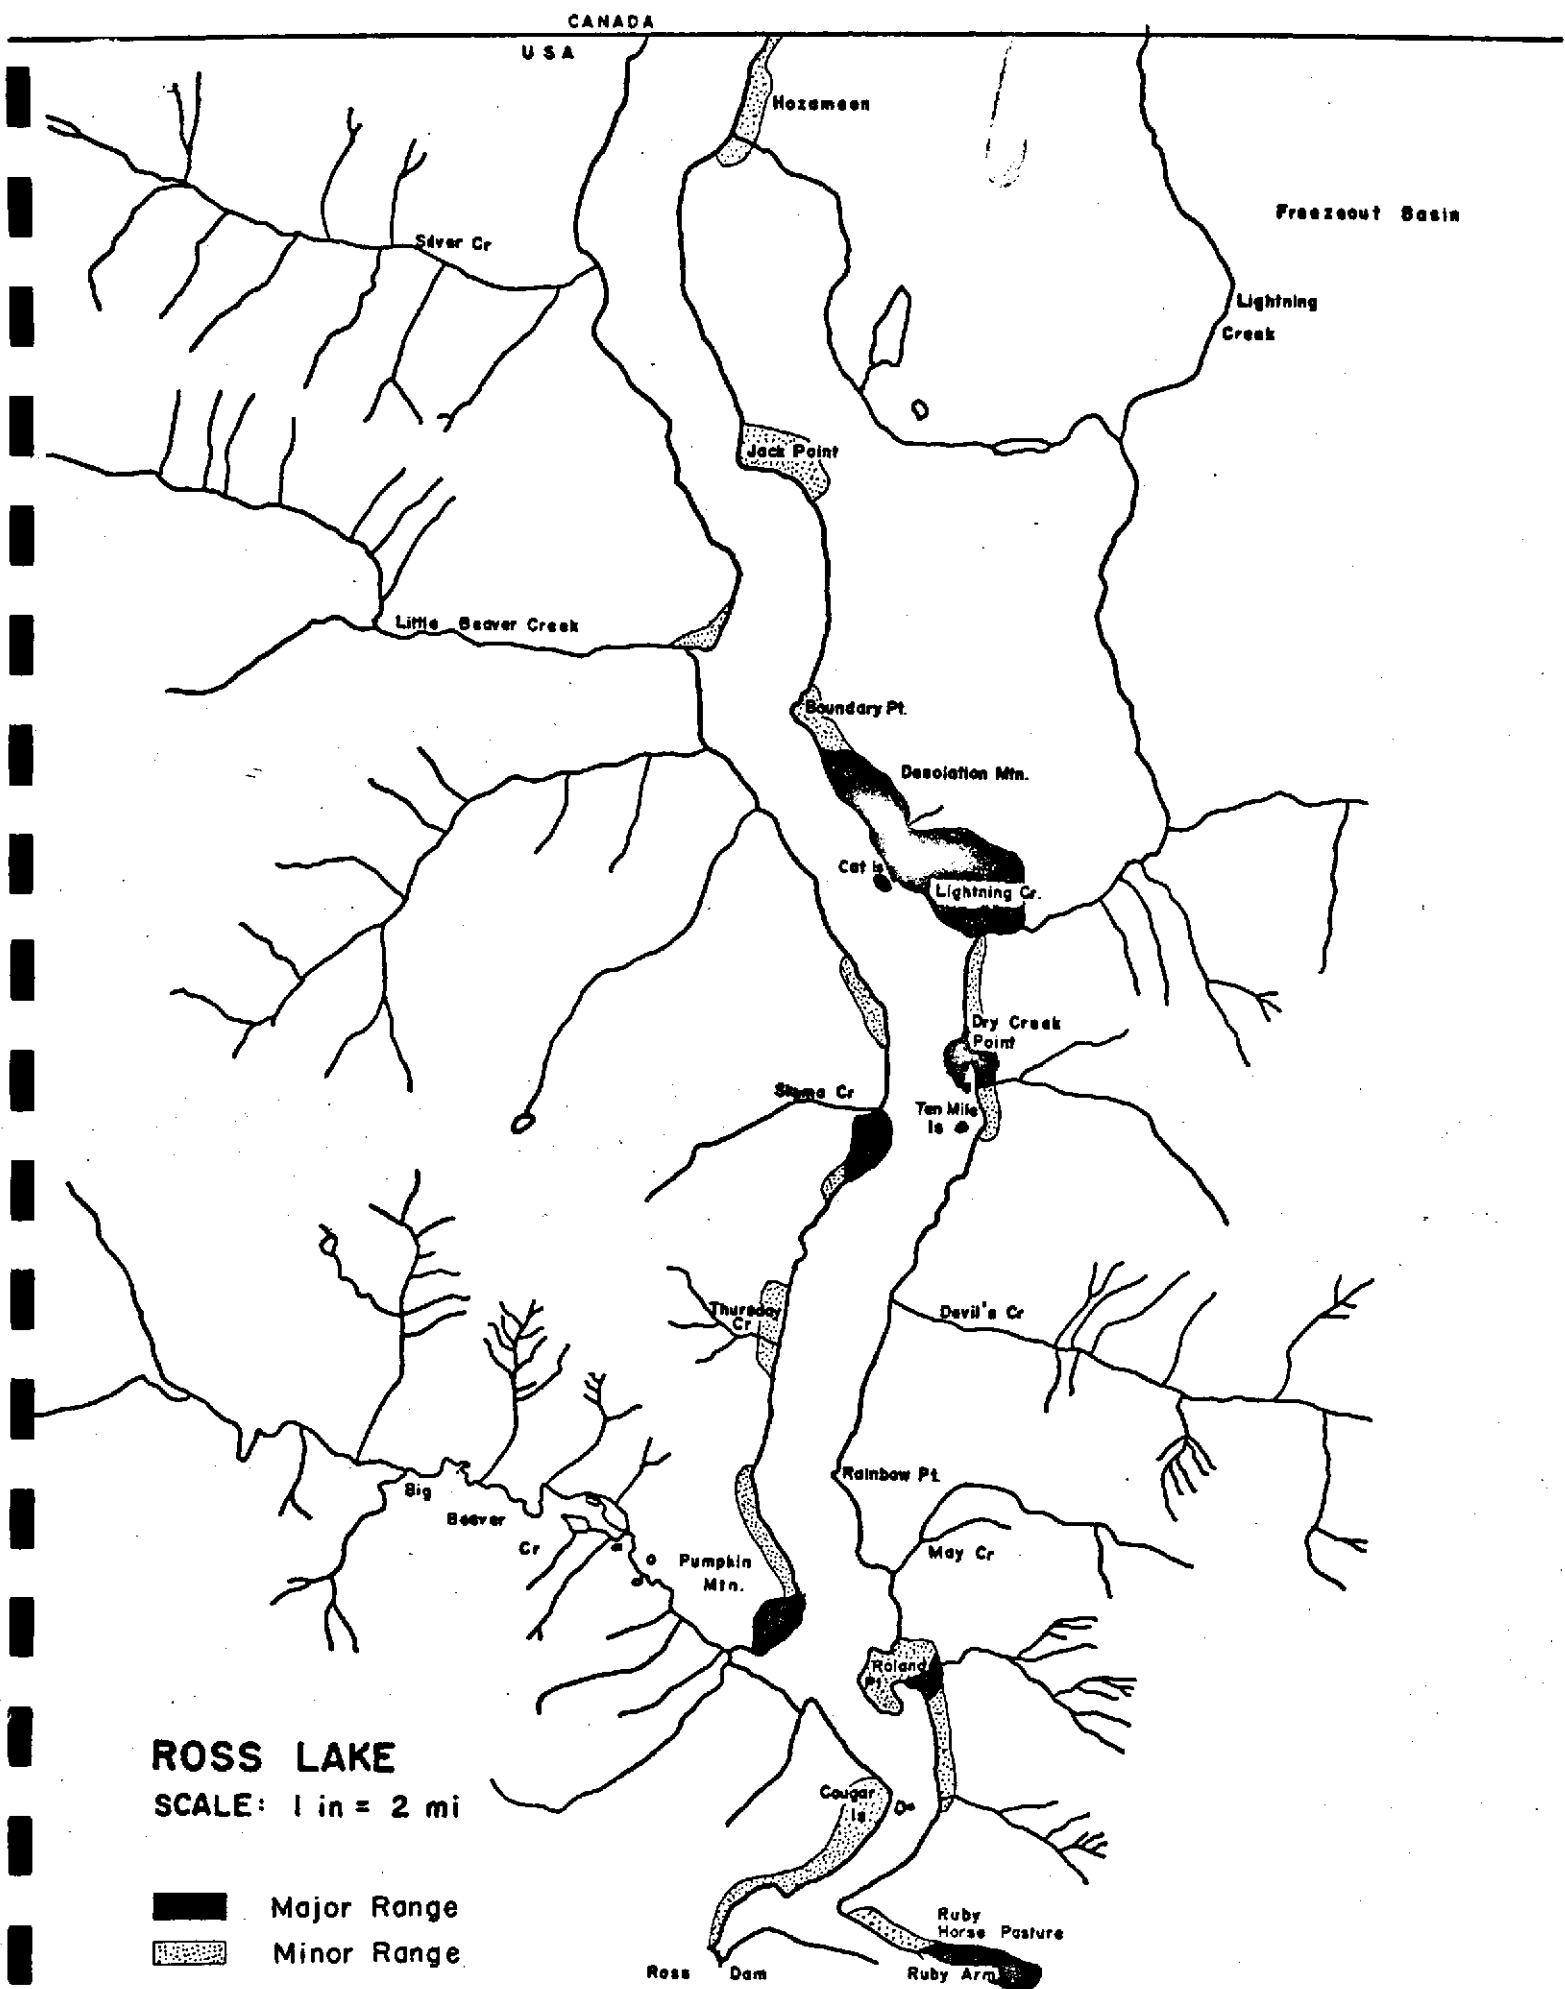 CANADA
USA
Hozameen
Freezeout Basin
Silver Cr
Lightning
Creek
Jack Point
Little Beaver Creek
Boundary Pt.
Desolation Mtn.
Cat Is
Lightning Cr.
Dry Creek
Point
Skymo Cr
Ten Mile
Is
Thursday
Cr
Devil's Cr
Rainbow Pt.
Big
Beaver
Cr
May Cr
Pumpkin
Mtn.
Roland
Pt
ROSS LAKE
SCALE: 1 in = 2 mi
Cougar
Is
Major Range
Minor Range
Ruby
Horse Pasture
Ross Dam
Ruby Arm